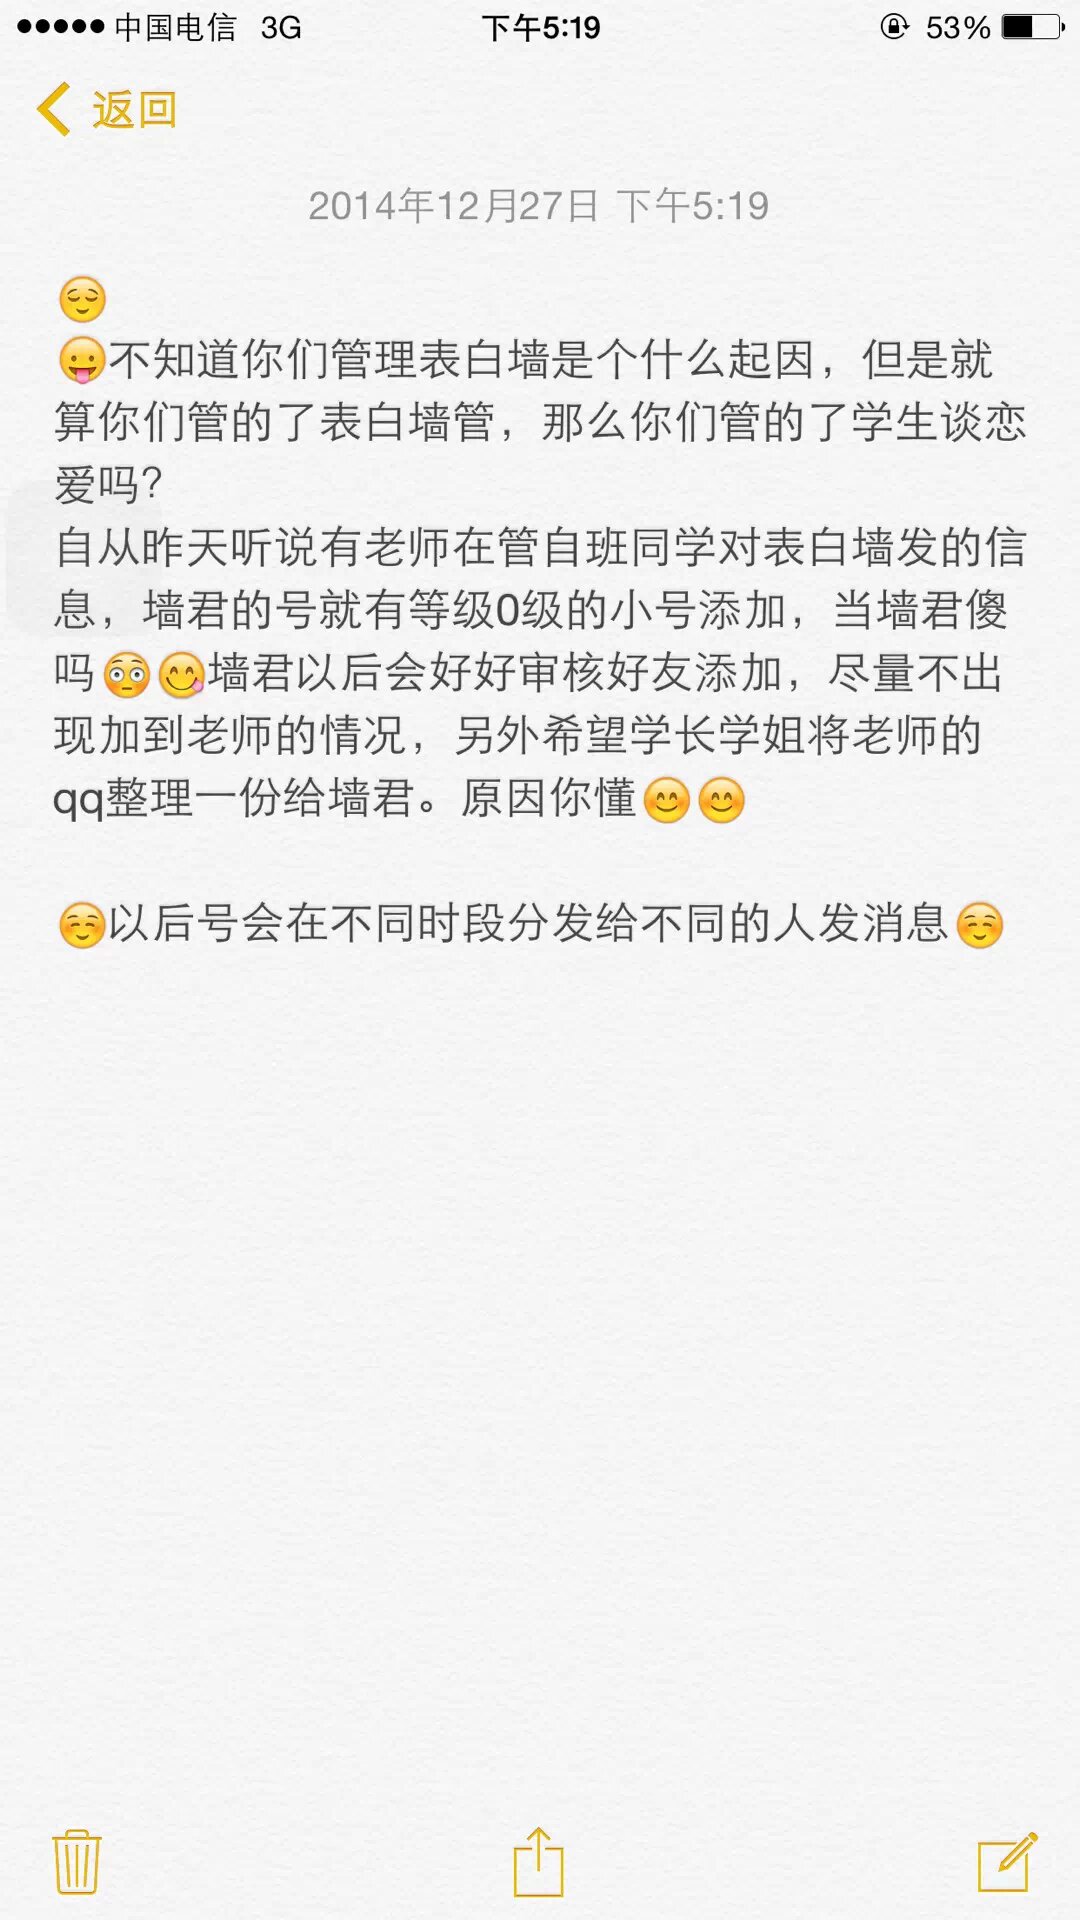 ●●●●● 中国电信 3G 下午5:19 53%
返回
2014年12月27日 下午5:19
😌
😛不知道你们管理表白墙是个什么起因，但是就
算你们管的了表白墙管，那么你们管的了学生谈恋
爱吗？
自从昨天听说有老师在管自班同学对表白墙发的信
息，墙君的号就有等级0级的小号添加，当墙君傻
吗😳😋墙君以后会好好审核好友添加，尽量不出
现加到老师的情况，另外希望学长学姐将老师的
qq整理一份给墙君。原因你懂😊😊
☺️以后号会在不同时段分发给不同的人发消息☺️